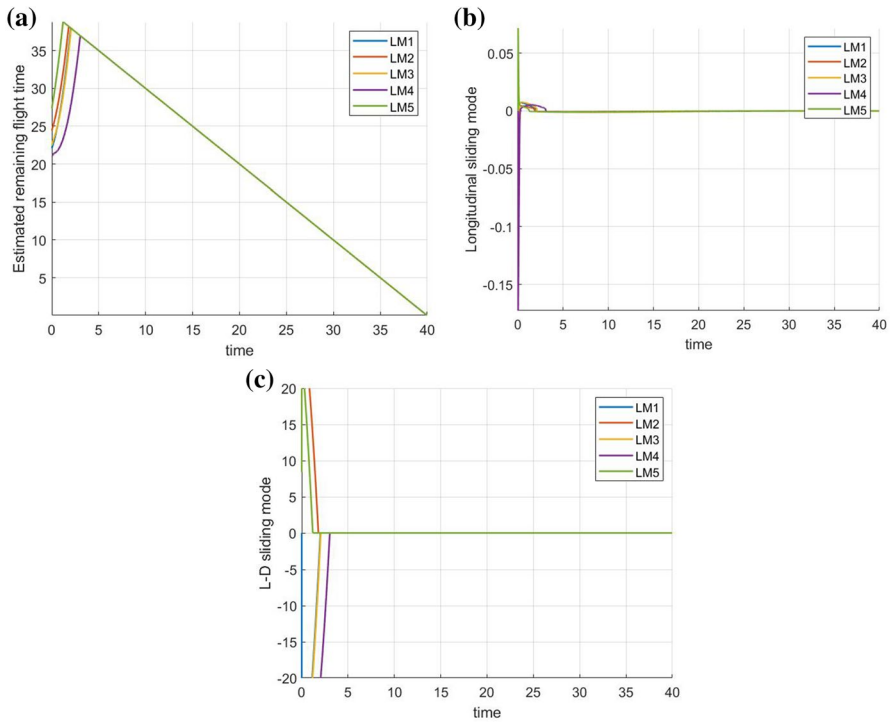 (a)
Estimated remaining flight time
35
30
25
20
15
10
5
0 5 10 15 20 25 30 35 40
time
LM1
LM2
LM3
LM4
LM5
(b)
Longitudinal sliding mode
0.05
0
-0.05
-0.1
-0.15
0 5 10 15 20 25 30 35 40
time
LM1
LM2
LM3
LM4
LM5
(c)
L-D sliding mode
20
15
10
5
0
-5
-10
-15
-20
0 5 10 15 20 25 30 35 40
time
LM1
LM2
LM3
LM4
LM5